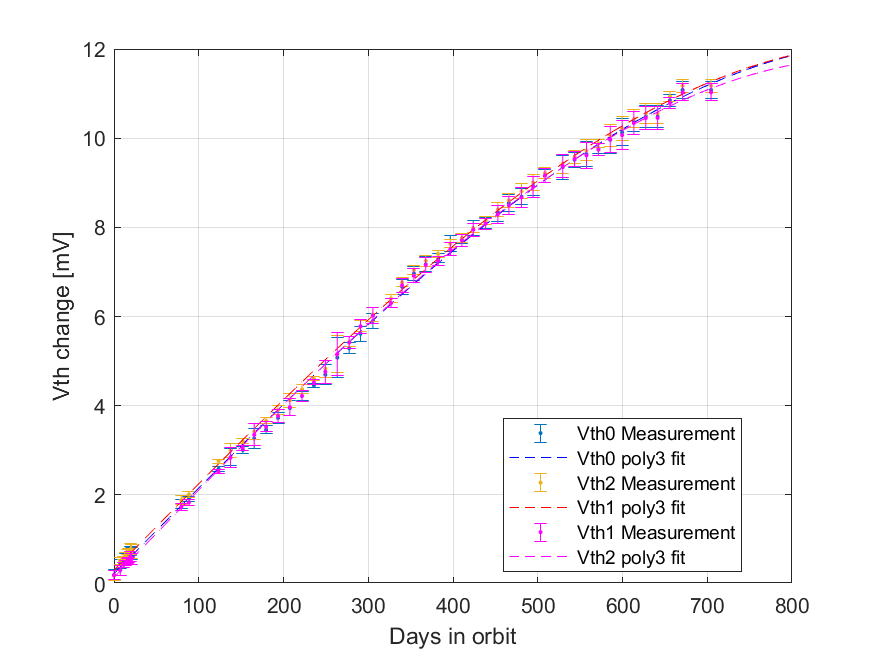 12
10
8
6
4
2
0
Vth change [mV]
Vth0 Measurement
Vth0 poly3 fit
Vth2 Measurement
Vth1 poly3 fit
Vth1 Measurement
Vth2 poly3 fit
0 100 200 300 400 500 600 700 800
Days in orbit